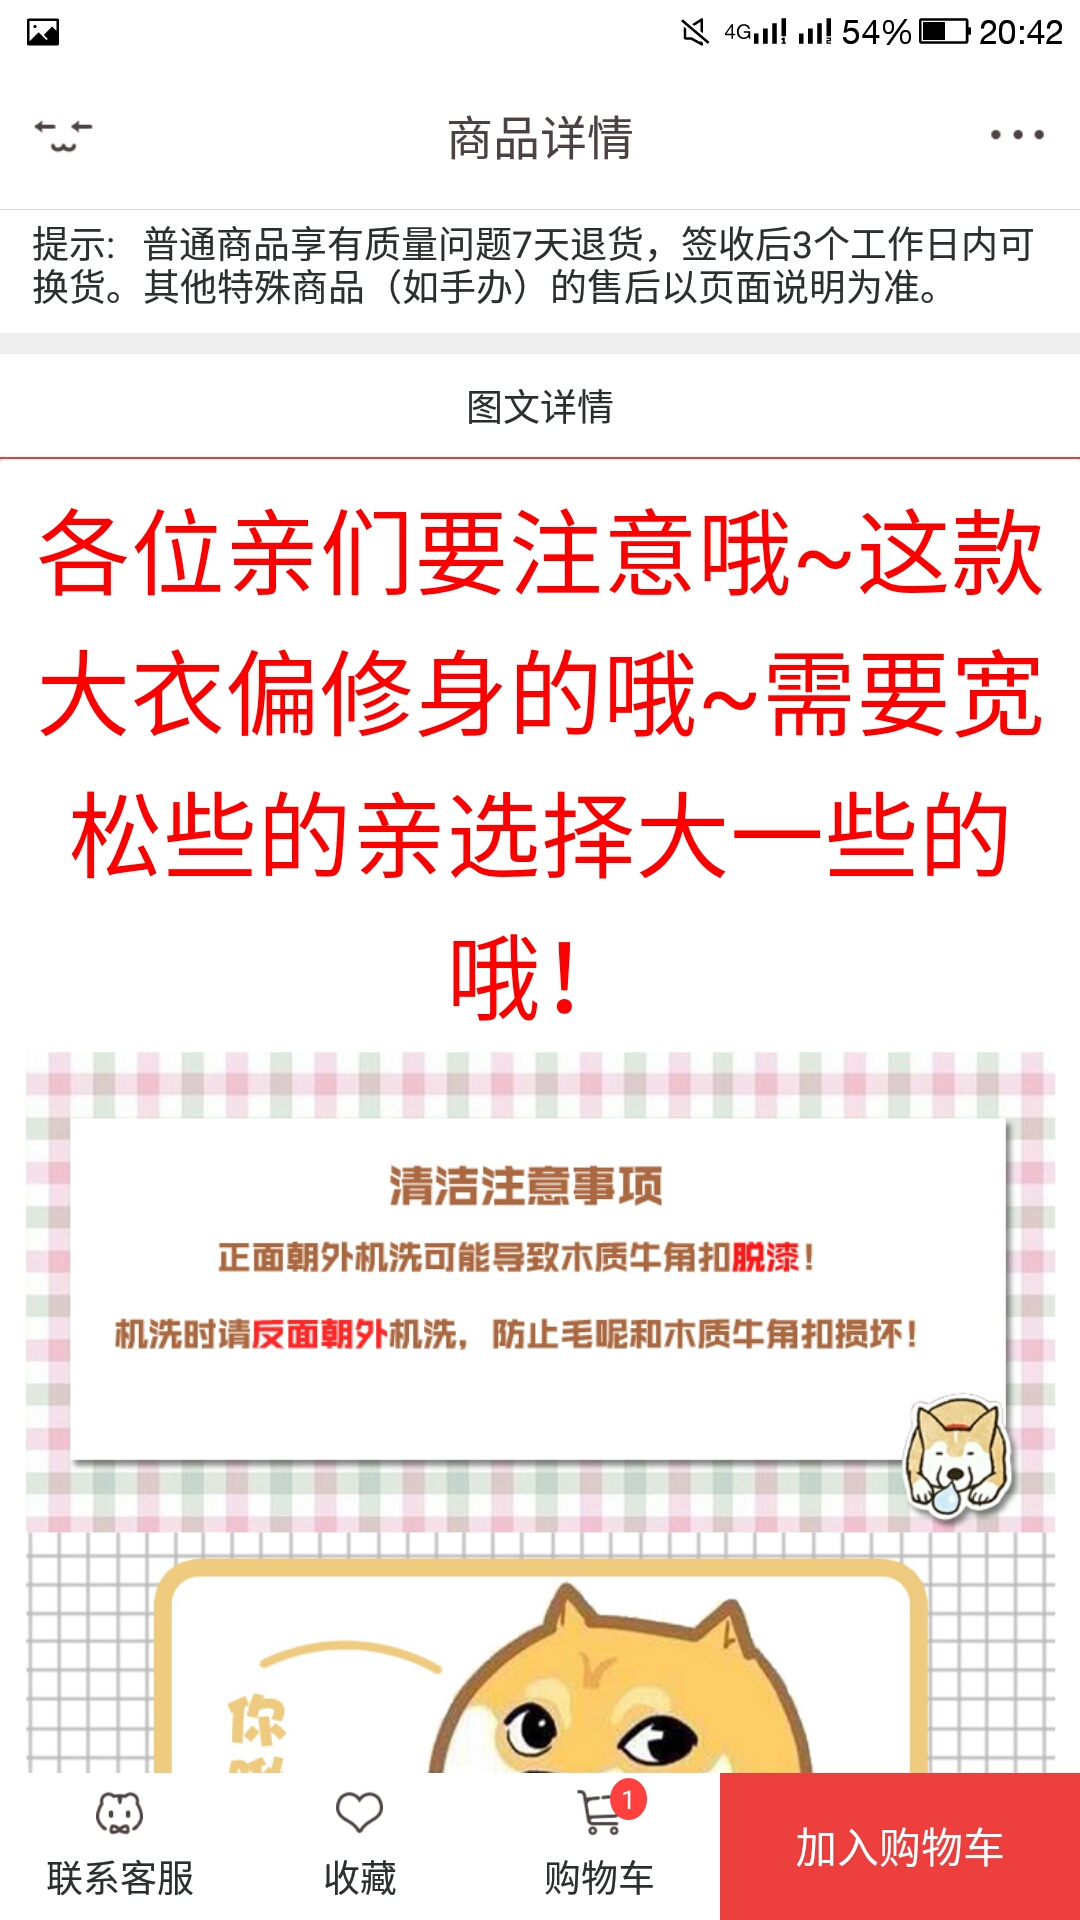 4G 54% 20:42
商品详情
提示: 普通商品享有质量问题7天退货，签收后3个工作日内可
换货。其他特殊商品（如手办）的售后以页面说明为准。
图文详情
各位亲们要注意哦~这款
大衣偏修身的哦~需要宽
松些的亲选择大一些的
哦！
清洁注意事项
正面朝外机洗可能导致木质牛角扣脱漆！
机洗时请反面朝外机洗，防止毛呢和木质牛角扣损坏！
你
联系客服
收藏
1
购物车
加入购物车